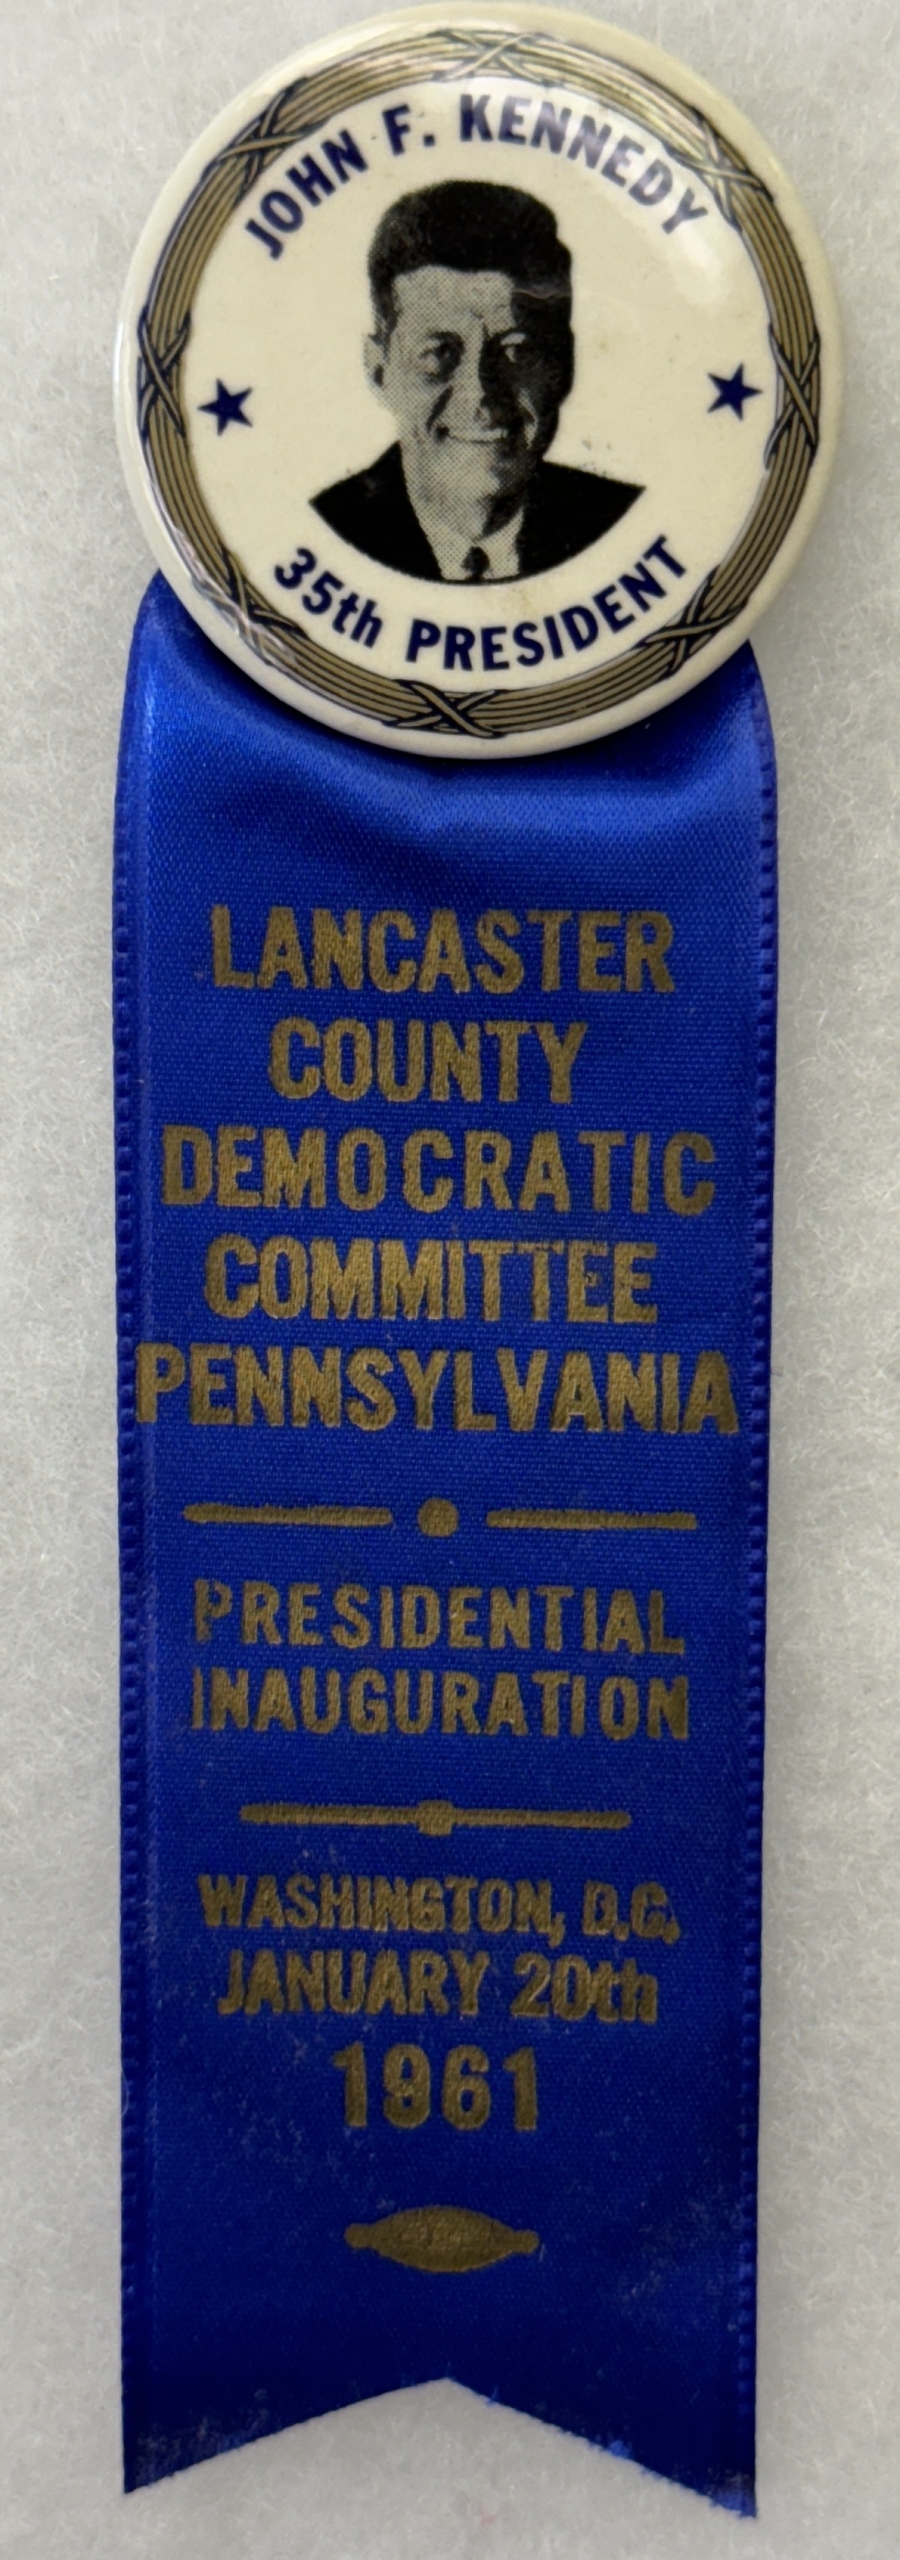 JOHN F. KENNEDY
35th PRESIDENT
LANCASTER
COUNTY
DEMOCRATIC
COMMITTEE
PENNSYLVANIA
PRESIDENTIAL
INAUGURATION
WASHINGTON, D.C.
JANUARY 20th
1961